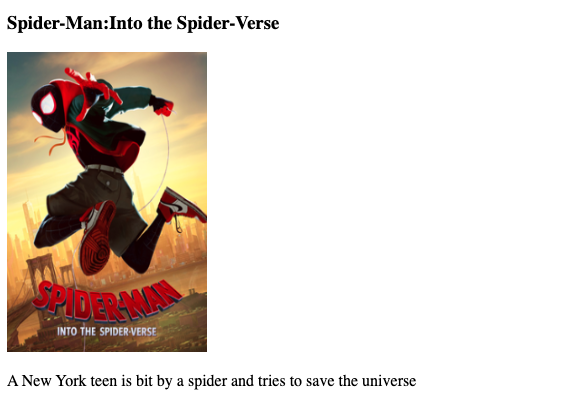 Spider-Man:Into the Spider-Verse
SPIDER-MAN
INTO THE SPIDER-VERSE
A New York teen is bit by a spider and tries to save the universe